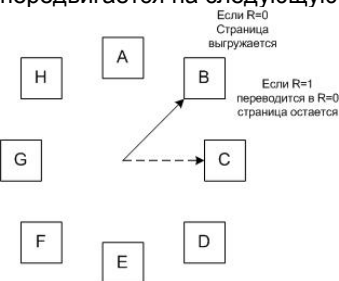 передвигается на следующую
Если R=0
Страница
выгружается
A
H
B
Если R=1
переводится в R=0
страница остается
G
C
F
D
E